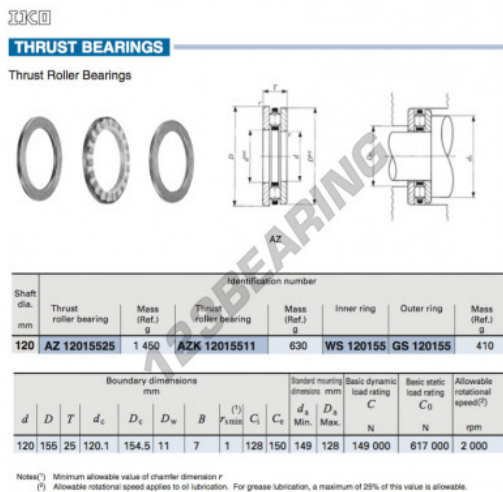 IKO
THRUST BEARINGS
Thrust Roller Bearings
T
r
D
d
AZ
123BEARING
Identification number
Shaft dia. mm Thrust roller bearing Mass (Ref.) g Thrust roller bearing Mass (Ref.) g Inner ring Outer ring Mass (Ref.) g
120 AZ 12015525 1 450 AZK 12015511 630 WS 120155 GS 120155 410
Boundary dimensions mm Standard mounting dimensions mm Basic dynamic load rating Basic static load rating Allowable rotational speed(²)
d D T dc Dc Dw B rsmin(¹) Ci Ce da Min. Da Max. C N C0 N rpm
120 155 25 120.1 154.5 11 7 1 128 150 149 128 149 000 617 000 2 000
Notes(¹) Minimum allowable value of chamfer dimension r
(²) Allowable rotational speed applies to oil lubrication. For grease lubrication, a maximum of 25% of this value is allowable.